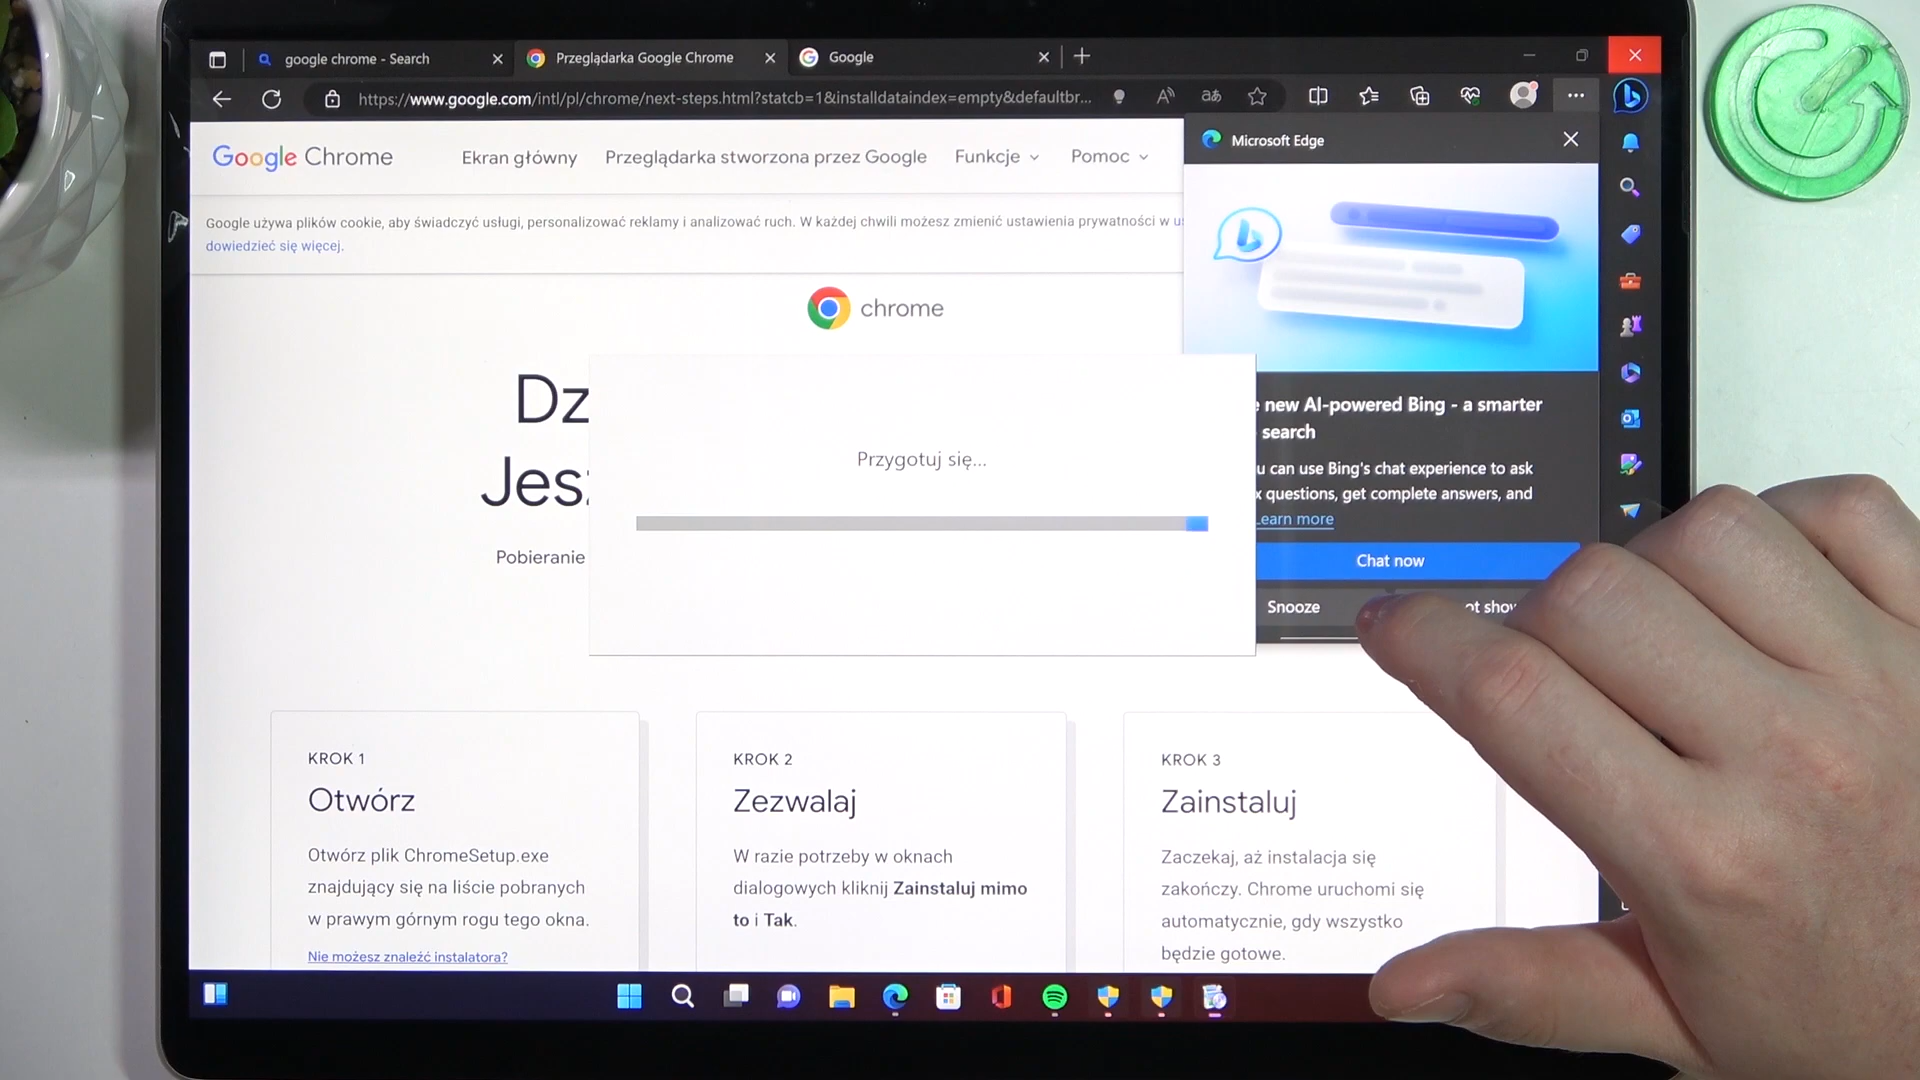 google chrome - Search
Przeglądarka Google Chrome
Google
https://www.google.com/intl/pl/chrome/next-steps.html?statcb=1&installdataindex=empty&defaultbr...
Google Chrome
Ekran główny
Przeglądarka stworzona przez Google
Funkcje
Pomoc
Google używa plików cookie, aby świadczyć usługi, personalizować reklamy i analizować ruch. W każdej chwili możesz zmienić ustawienia prywatności w
dowiedzieć się więcej.
chrome
Dz
Jes
Pobieranie
Przygotuj się...
Microsoft Edge
new AI-powered Bing - a smarter
search
can use Bing's chat experience to ask
questions, get complete answers, and
Learn more
Chat now
Snooze
KROK 1
Otwórz
Otwórz plik ChromeSetup.exe
znajdujący się na liście pobranych
w prawym górnym rogu tego okna.
Nie możesz znaleźć instalatora?
KROK 2
Zezwalaj
W razie potrzeby w oknach
dialogowych kliknij Zainstaluj mimo
to i Tak.
KROK 3
Zainstaluj
Zaczekaj, aż instalacja się
zakończy. Chrome uruchomi się
automatycznie, gdy wszystko
będzie gotowe.